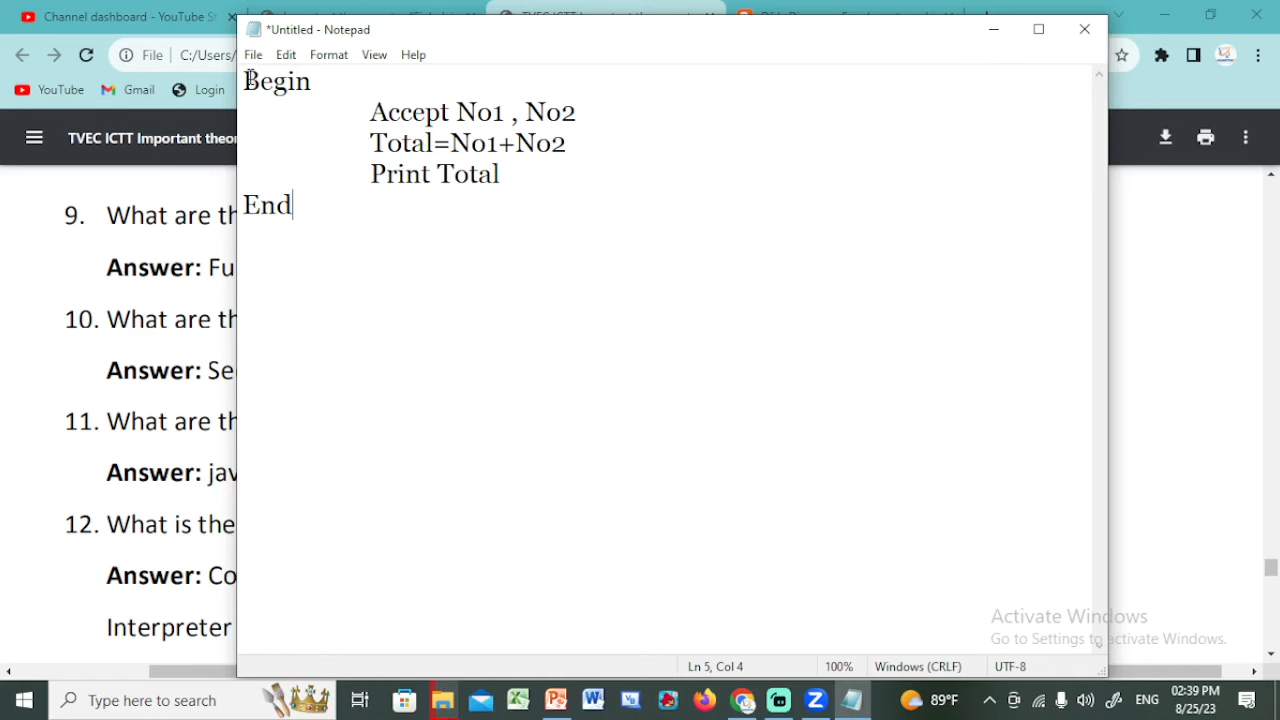 Channel dashboard - YouTube St
*Untitled - Notepad
File Edit Format View Help
File C:/Users/
YouTube Gmail Login
TVEC ICTT Important theor
Begin
Accept No1 , No2
Total=No1+No2
Print Total
End
9. What are th
Answer: Fu
10. What are th
Answer: Se
11. What are th
Answer: jav
12. What is the
Answer: Co
Interpreter
Activate Windows
Go to Settings to activate Windows.
Ln 5, Col 4 100% Windows (CRLF) UTF-8
Type here to search
89°F ENG 02:39 PM
8/25/23